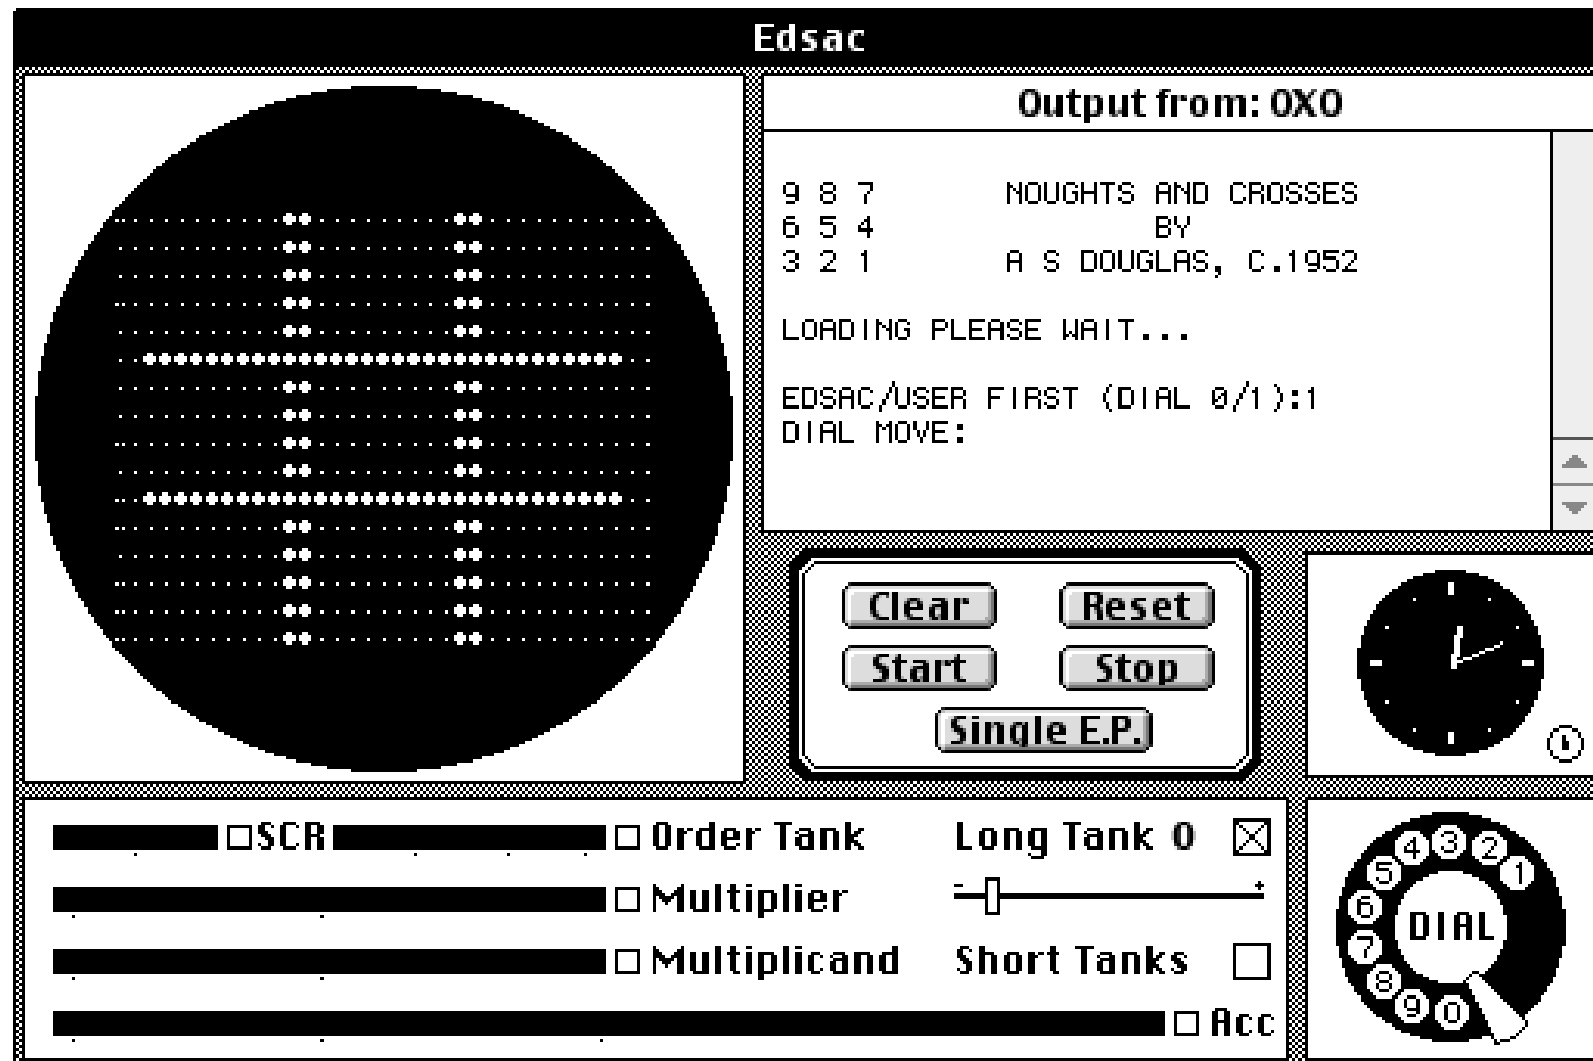 Edsac
Output from: OXO
9 8 7 NOUGHTS AND CROSSES
6 5 4 BY
3 2 1 A S DOUGLAS, C.1952
LOADING PLEASE WAIT...
EDSAC/USER FIRST (DIAL 0/1):1
DIAL MOVE:
Clear Reset
Start Stop
Single E.P.
SCR Order Tank Long Tank 0
Multiplier - +
Multiplicand Short Tanks
Acc
1 2 3 4 5 6 7 8 9 0
DIAL